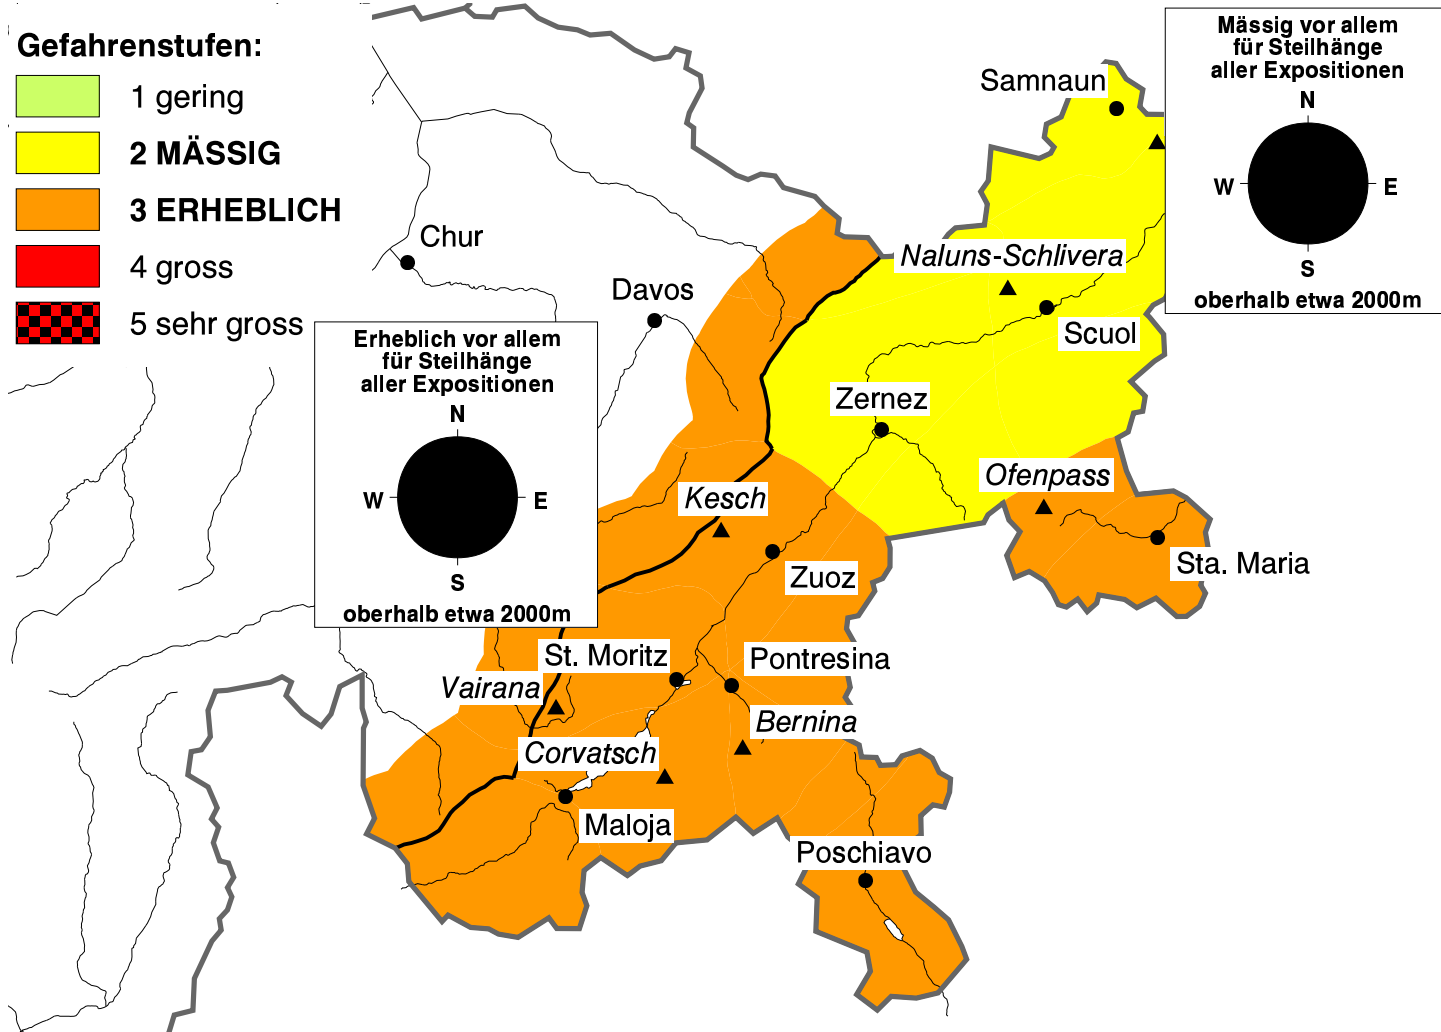 Gefahrenstufen:
1 gering
2 MÄSSIG
3 ERHEBLICH
4 gross
5 sehr gross
Mässig vor allem
für Steilhänge
aller Expositionen
N
W
E
S
oberhalb etwa 2000m
Erheblich vor allem
für Steilhänge
aller Expositionen
N
W
E
S
oberhalb etwa 2000m
Samnaun
Chur
Naluns-Schlivera
Davos
Scuol
Zernez
Ofenpass
Kesch
Sta. Maria
Zuoz
St. Moritz
Pontresina
Vairana
Bernina
Corvatsch
Maloja
Poschiavo